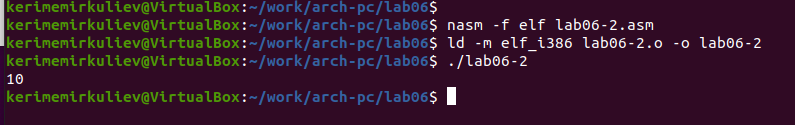 kerimemirkuliev@VirtualBox:~/work/arch-pc/lab06$
kerimemirkuliev@VirtualBox:~/work/arch-pc/lab06$ nasm -f elf lab06-2.asm
kerimemirkuliev@VirtualBox:~/work/arch-pc/lab06$ ld -m elf_i386 lab06-2.o -o lab06-2
kerimemirkuliev@VirtualBox:~/work/arch-pc/lab06$ ./lab06-2
10
kerimemirkuliev@VirtualBox:~/work/arch-pc/lab06$